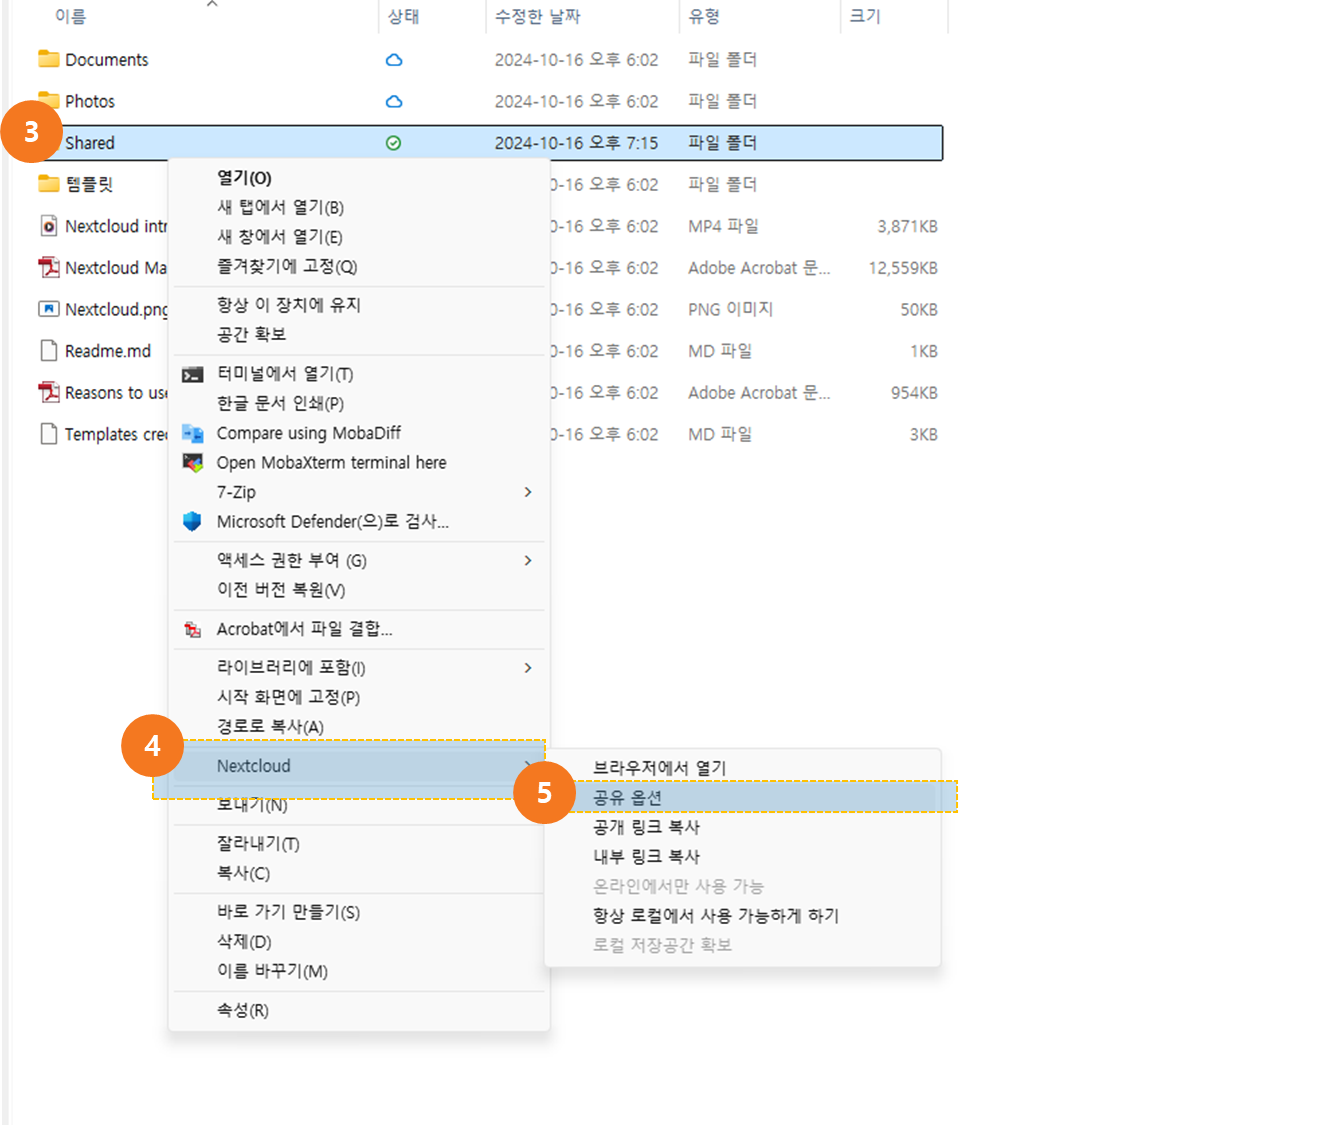 이름 상태 수정한 날짜 유형 크기
Documents 2024-10-16 오후 6:02 파일 폴더
Photos 2024-10-16 오후 6:02 파일 폴더
3 Shared 2024-10-16 오후 7:15 파일 폴더
템플릿 0-16 오후 6:02 파일 폴더
Nextcloud intr 0-16 오후 6:02 MP4 파일 3,871KB
Nextcloud Ma 0-16 오후 6:02 Adobe Acrobat 문... 12,559KB
Nextcloud.png 0-16 오후 6:02 PNG 이미지 50KB
Readme.md 0-16 오후 6:02 MD 파일 1KB
Reasons to use 0-16 오후 6:02 Adobe Acrobat 문... 954KB
Templates crec 0-16 오후 6:02 MD 파일 3KB
열기(O)
새 탭에서 열기(B)
새 창에서 열기(E)
즐겨찾기에 고정(Q)
항상 이 장치에 유지
공간 확보
터미널에서 열기(T)
한글 문서 인쇄(P)
Compare using MobaDiff
Open MobaXterm terminal here
7-Zip
Microsoft Defender(으)로 검사...
액세스 권한 부여 (G)
이전 버전 복원(V)
Acrobat에서 파일 결합...
라이브러리에 포함(I)
시작 화면에 고정(P)
경로로 복사(A)
4 Nextcloud
보내기(N)
잘라내기(T)
복사(C)
바로 가기 만들기(S)
삭제(D)
이름 바꾸기(M)
속성(R)
브라우저에서 열기
5 공유 옵션
공개 링크 복사
내부 링크 복사
온라인에서만 사용 가능
항상 로컬에서 사용 가능하게 하기
로컬 저장공간 확보